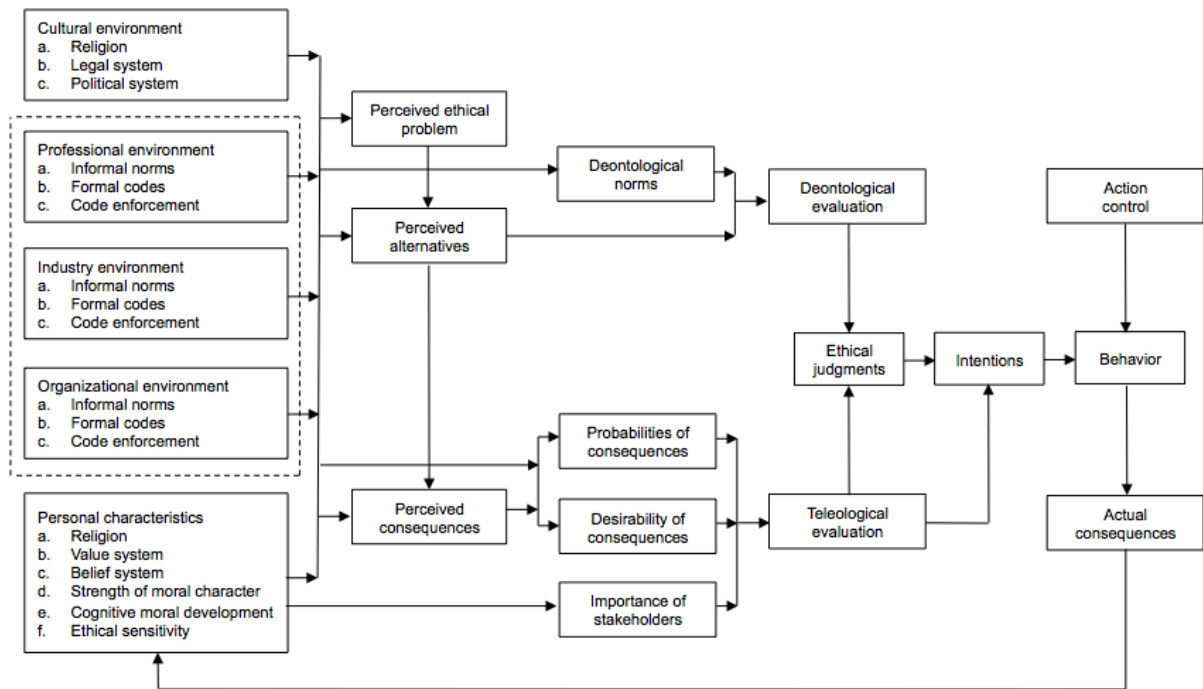 Cultural environment
a. Religion
b. Legal system
c. Political system
Professional environment
a. Informal norms
b. Formal codes
c. Code enforcement
Industry environment
a. Informal norms
b. Formal codes
c. Code enforcement
Organizational environment
a. Informal norms
b. Formal codes
c. Code enforcement
Personal characteristics
a. Religion
b. Value system
c. Belief system
d. Strength of moral character
e. Cognitive moral development
f. Ethical sensitivity
Perceived ethical
problem
Perceived
alternatives
Perceived
consequences
Deontological
norms
Probabilities of
consequences
Desirability of
consequences
Importance of
stakeholders
Deontological
evaluation
Ethical
judgments
Teleological
evaluation
Intentions
Action
control
Behavior
Actual
consequences